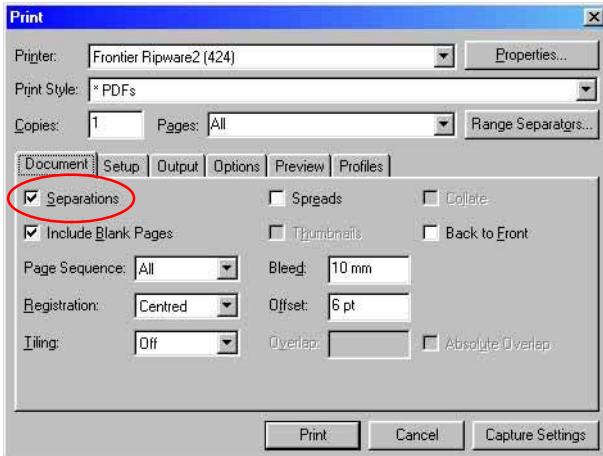 Print
Printer: Frontier Ripware2 (424) Properties...
Print Style: * PDFs
Copies: 1 Pages: All Range Separators...
Document Setup Output Options Preview Profiles
Separations Spreads Collate
Include Blank Pages Thumbnails Back to Front
Page Sequence: All Bleed: 10 mm
Registration: Centred Offset: 6 pt
Tiling: Off Overlap: Absolute Overlap
Print Cancel Capture Settings